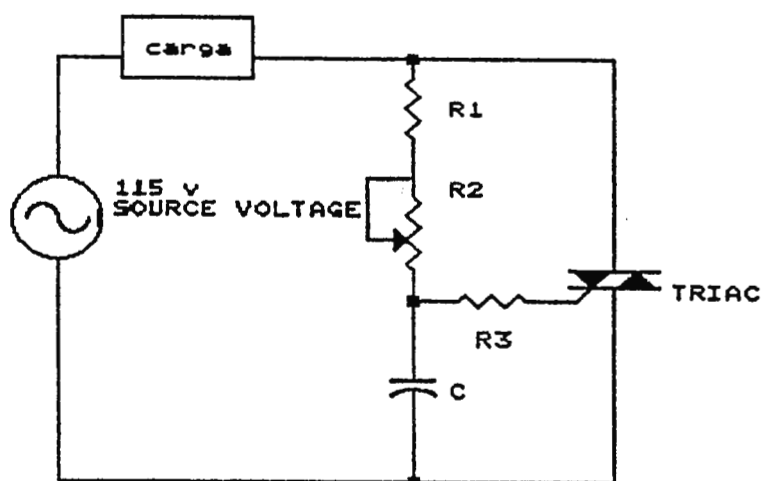 carga
R1
115 v
SOURCE VOLTAGE
R2
TRIAC
R3
C